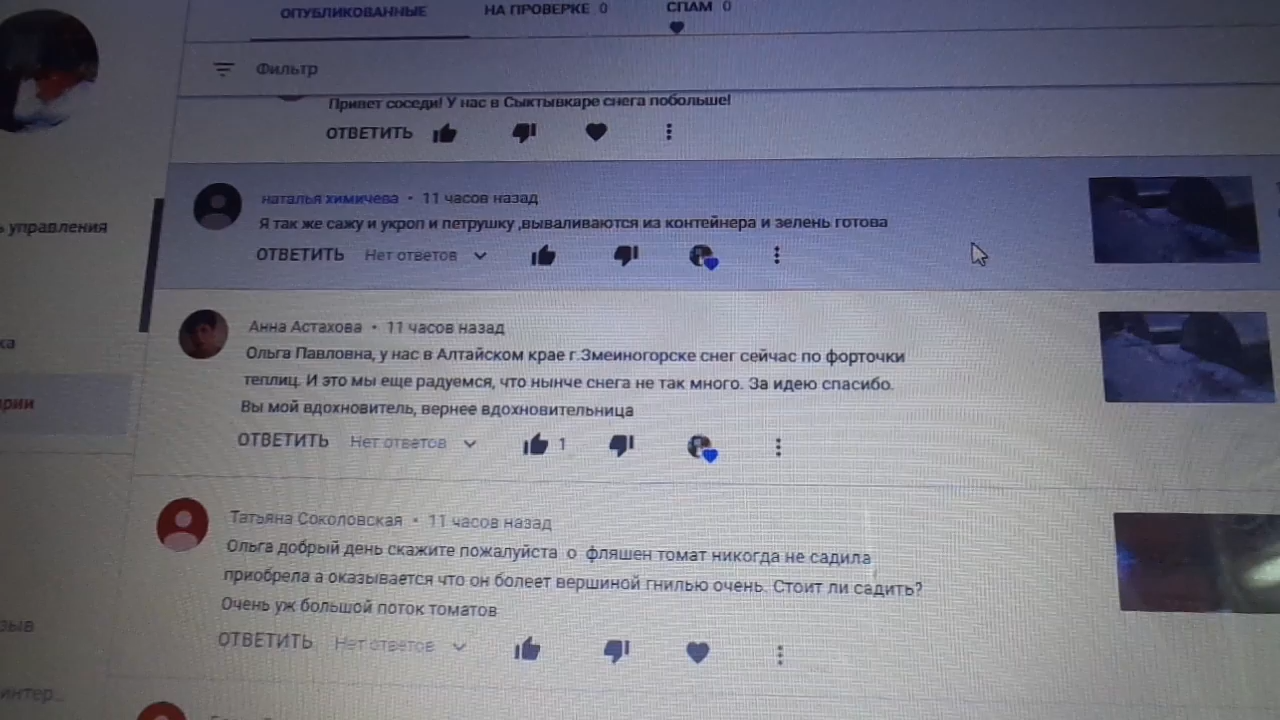 ОПУБЛИКОВАННЫЕ НА ПРОВЕРКЕ 0 СПАМ 0
Фильтр
Привет соседи! У нас в Сыктывкаре снега побольше!
ОТВЕТИТЬ
управления
наталья химичева • 11 часов назад
Я так же сажу и укроп и петрушку ,вываливаются из контейнера и зелень готова
ОТВЕТИТЬ Нет ответов
Анна Астахова • 11 часов назад
Ольга Павловна, у нас в Алтайском крае г.Змеиногорске снег сейчас по форточки
теплиц. И это мы еще радуемся, что нынче снега не так много. За идею спасибо.
Вы мой вдохновитель, вернее вдохновительница
ОТВЕТИТЬ Нет ответов 1
Татьяна Соколовская • 11 часов назад
Ольга добрый день скажите пожалуйста о фляшен томат никогда не садила
приобрела а оказывается что он болеет вершиной гнилью очень. Стоит ли садить?
Очень уж большой поток томатов
ОТВЕТИТЬ Нет ответов
интер...